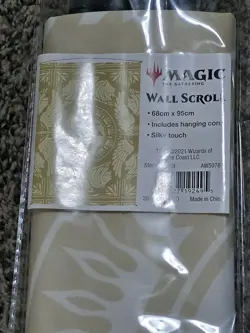 MAGIC
THE GATHERING
WALL SCROLL
• 68cm x 95cm
• Includes hanging cord
• Silky touch
©2021 Wizards of
the Coast LLC
Made in China